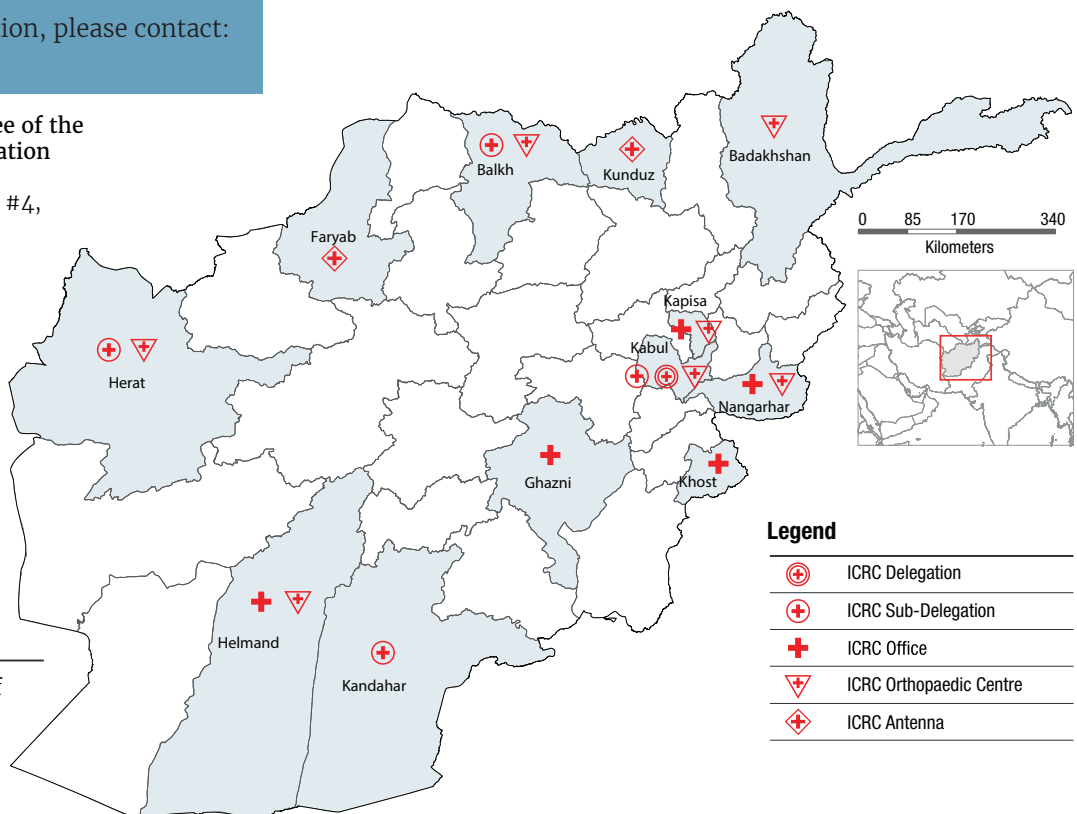 tion, please contact:
ee of the
ation
#4,
Badakhshan
Balkh
Kunduz
Faryab
0 85 170 340
Kilometers
Kapisa
Kabul
Herat
Nangarhar
Ghazni
Khost
Legend
ICRC Delegation
ICRC Sub-Delegation
ICRC Office
ICRC Orthopaedic Centre
ICRC Antenna
Helmand
Kandahar